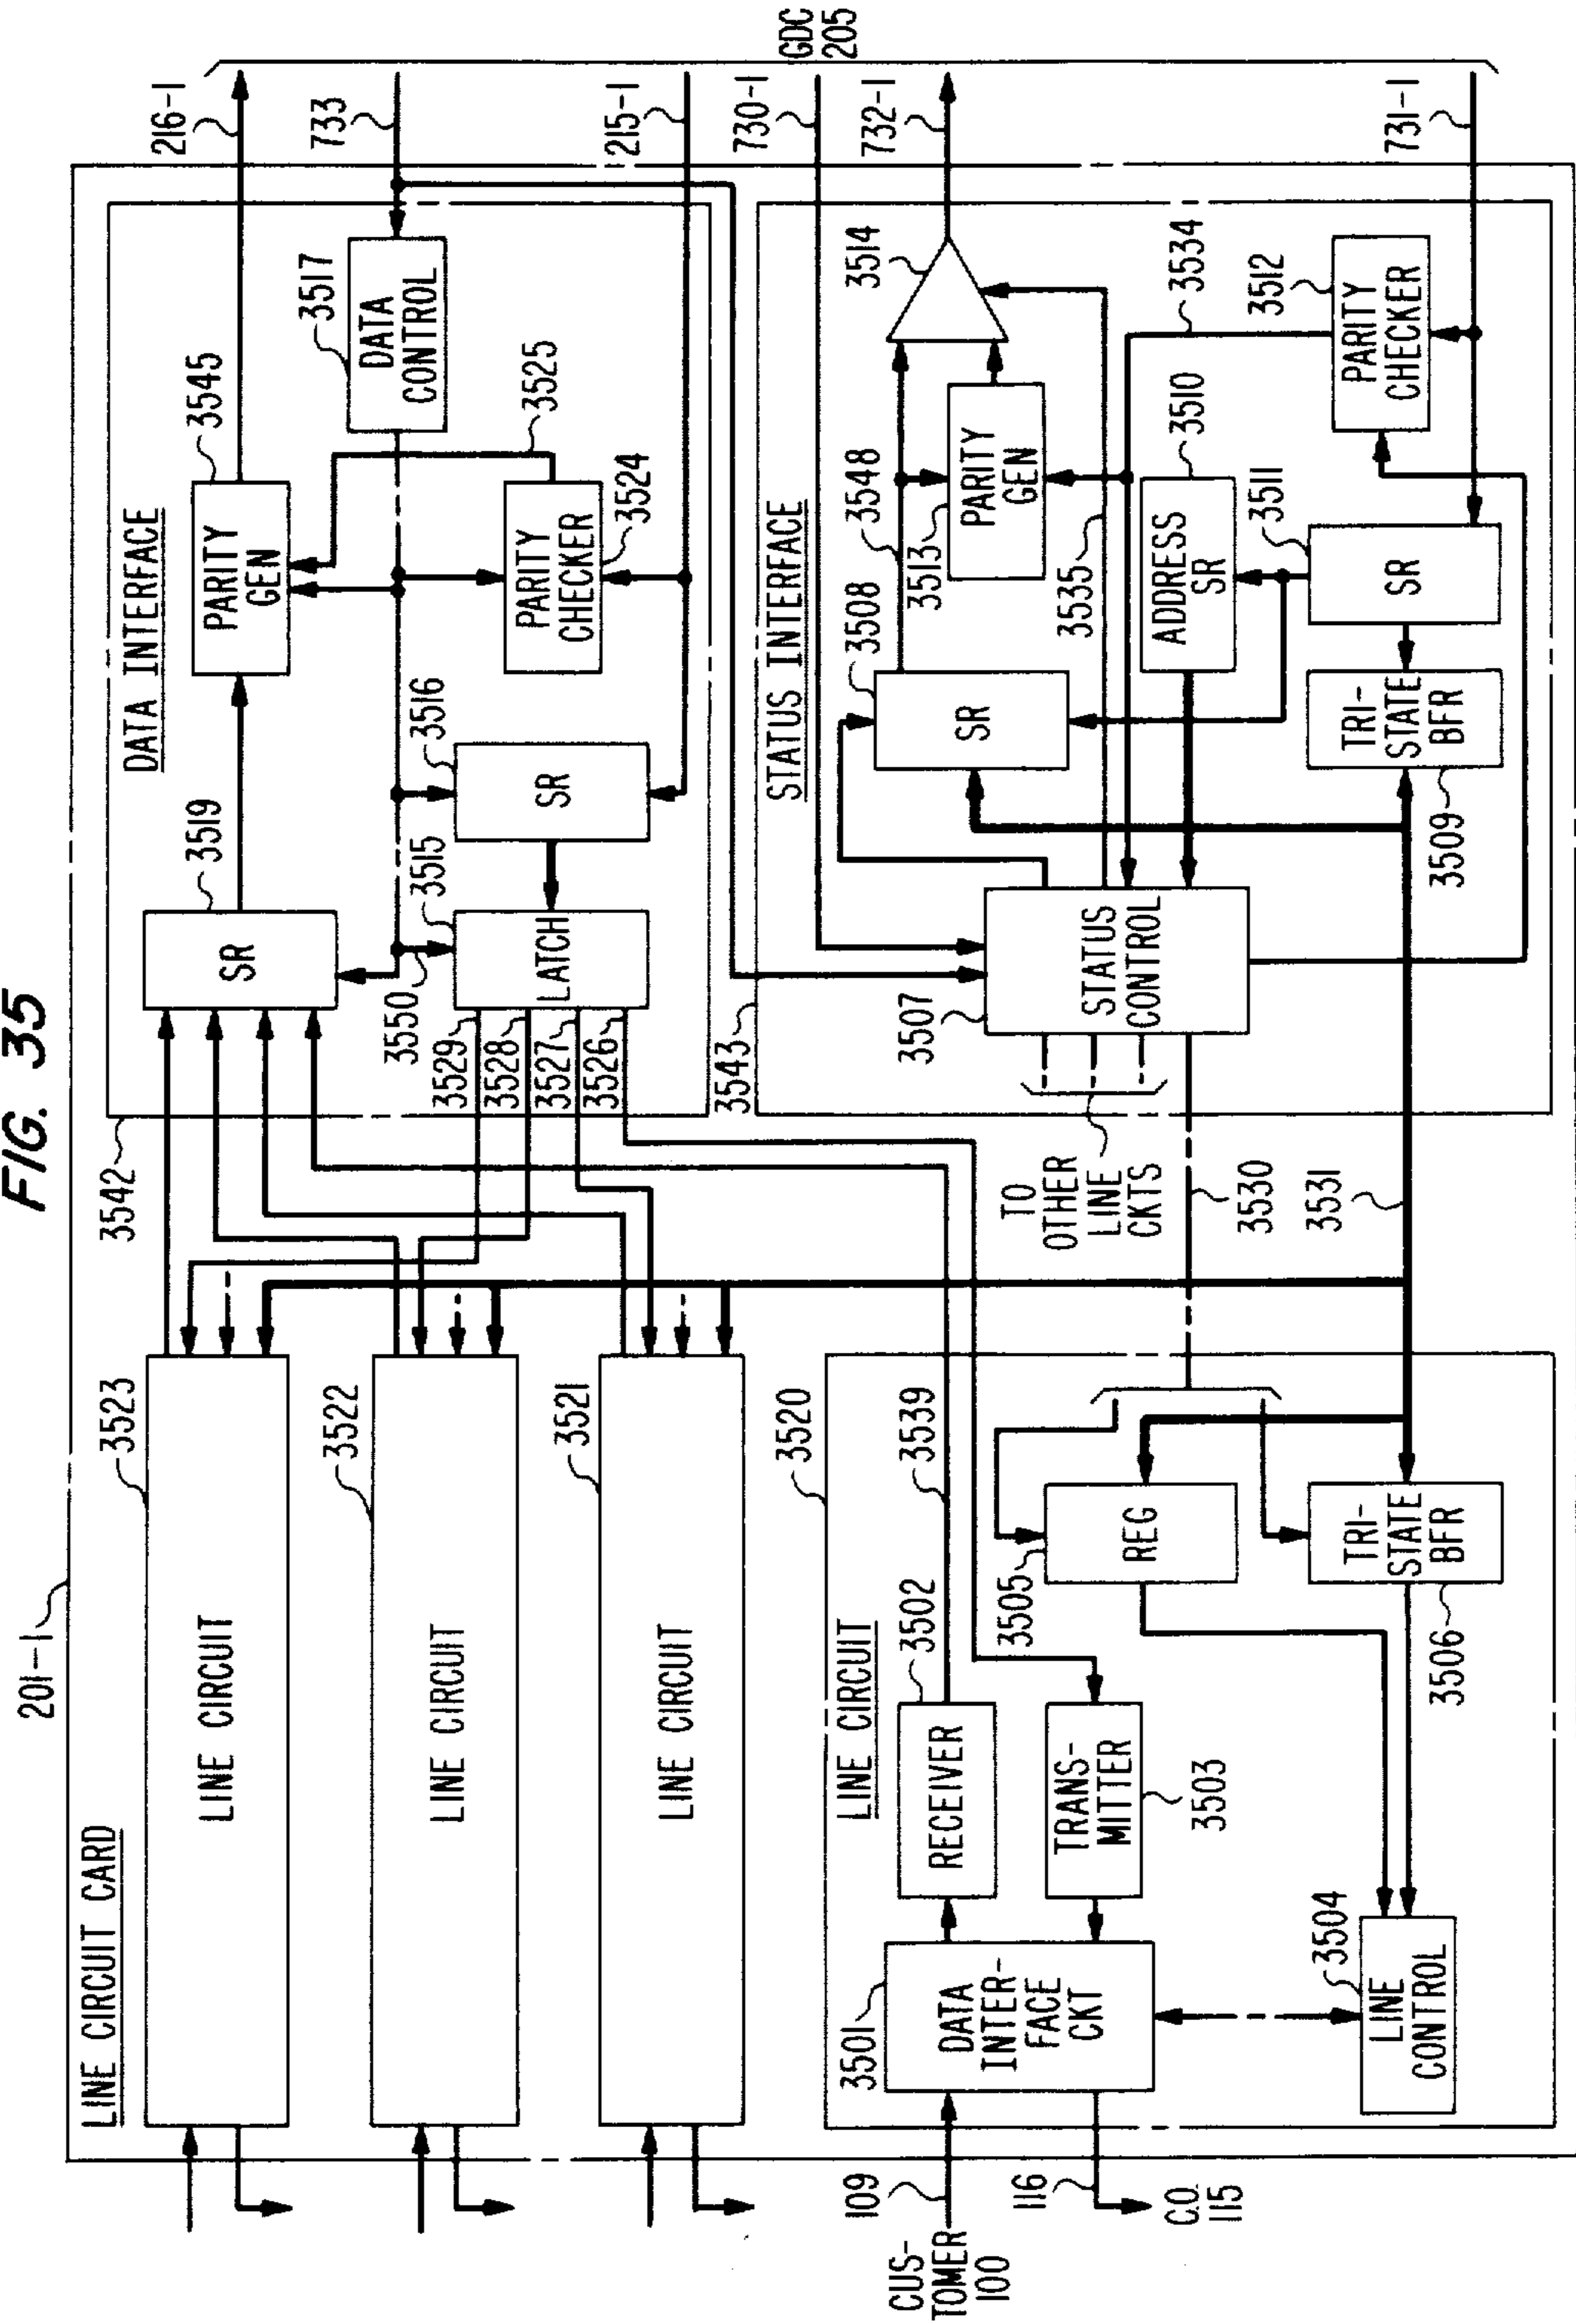 FIG. 35
201-1
LINE CIRCUIT CARD
3523
LINE CIRCUIT
3522
LINE CIRCUIT
3521
LINE CIRCUIT
3520
LINE CIRCUIT
CUS-
TOMER
100
109
116
C.O.
115
3501
DATA
INTER-
FACE
CKT
3502
RECEIVER
3539
TRANS-
MITTER
3503
3504
LINE
CONTROL
3505
REG
TRI-
STATE
BFR
3506
3542
DATA INTERFACE
3519
SR
3545
PARITY
GEN
3517
DATA
CONTROL
3525
PARITY
CHECKER
3524
3516
SR
3515
LATCH
3550
3529
3528
3527
3526
3543
STATUS INTERFACE
3507
STATUS
CONTROL
TO
OTHER
LINE
CKTS
3530
3531
3508
SR
3548
3513
PARITY
GEN
3514
3535
3534
ADDRESS
SR
3510
3512
PARITY
CHECKER
3511
SR
TRI-
STATE
BFR
3509
216-1
733
215-1
730-1
732-1
731-1
GDC
205